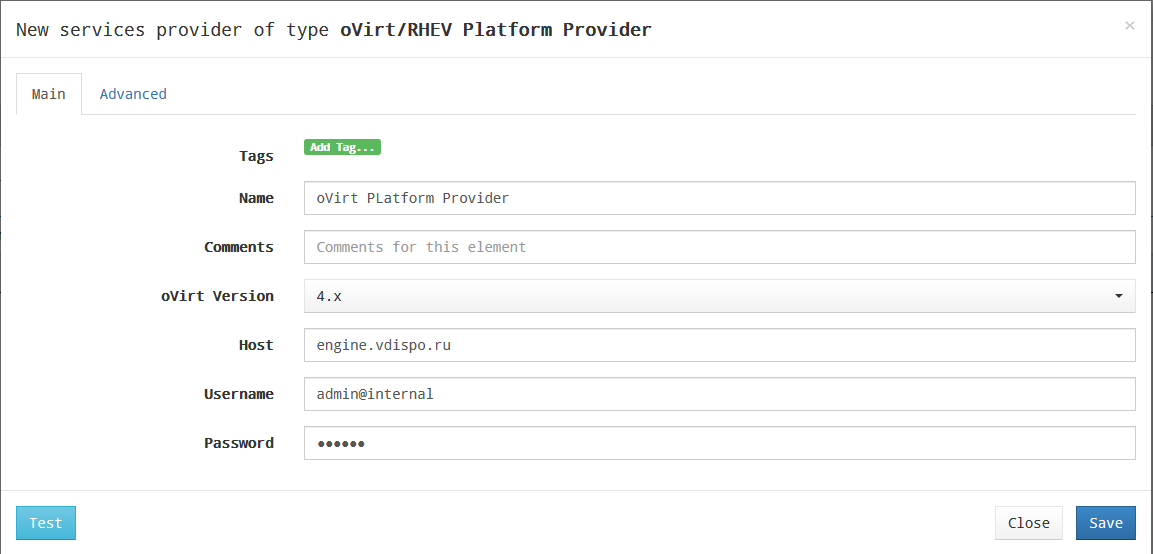 New services provider of type oVirt/RHEV Platform Provider ×
Main Advanced
Tags Add Tag...
Name oVirt PLatform Provider
Comments Comments for this element
oVirt Version 4.x
Host engine.vdispo.ru
Username admin@internal
Password ••••••
Test Close Save